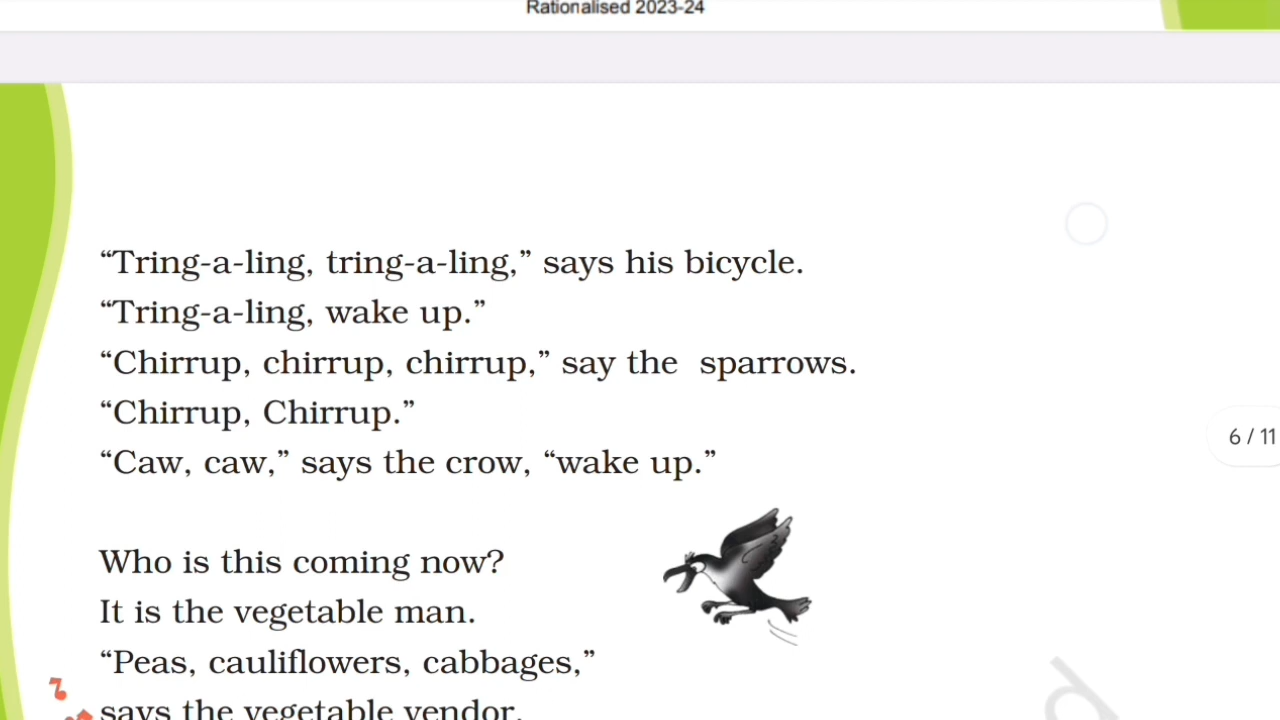 Rationalised 2023-24
“Tring-a-ling, tring-a-ling,” says his bicycle.
“Tring-a-ling, wake up.”
“Chirrup, chirrup, chirrup,” say the sparrows.
“Chirrup, Chirrup.”
“Caw, caw,” says the crow, “wake up.”
6 / 11
Who is this coming now?
It is the vegetable man.
“Peas, cauliflowers, cabbages,”
says the vegetable vendor.